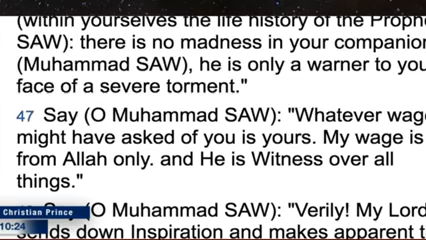 (within yourselves the life history of the Prophe
SAW): there is no madness in your companion
(Muhammad SAW), he is only a warner to you
face of a severe torment."
47 Say (O Muhammad SAW): "Whatever wage
might have asked of you is yours. My wage is
from Allah only. and He is Witness over all
things."
(O Muhammad SAW): "Verily! My Lord
sends down Inspiration and makes apparent t
Christian Prince
10:24